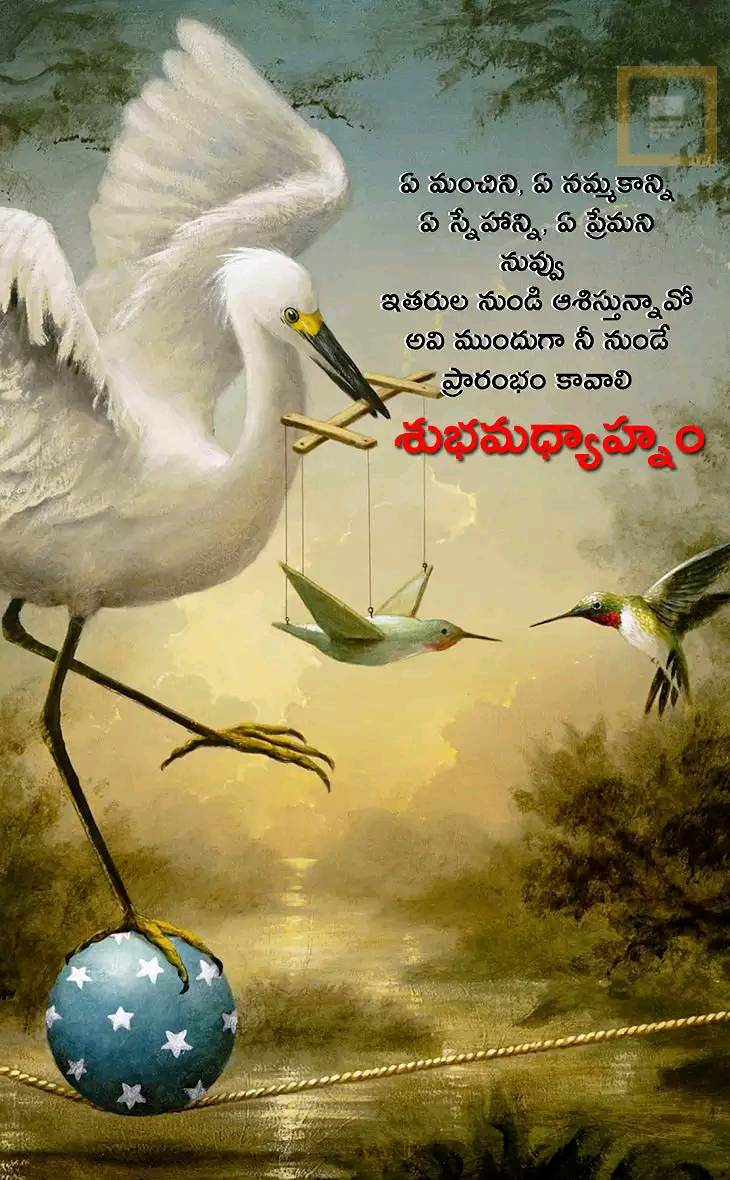 ఏ మంచిని, ఏ నమ్మకాన్ని
ఏ స్నేహాన్ని, ఏ ప్రేమని
నువ్వు
ఇతరుల నుండి ఆశిస్తున్నావో
అవి ముందుగా నీ నుండే
ప్రారంభం కావాలి
శుభమధ్యాహ్నం